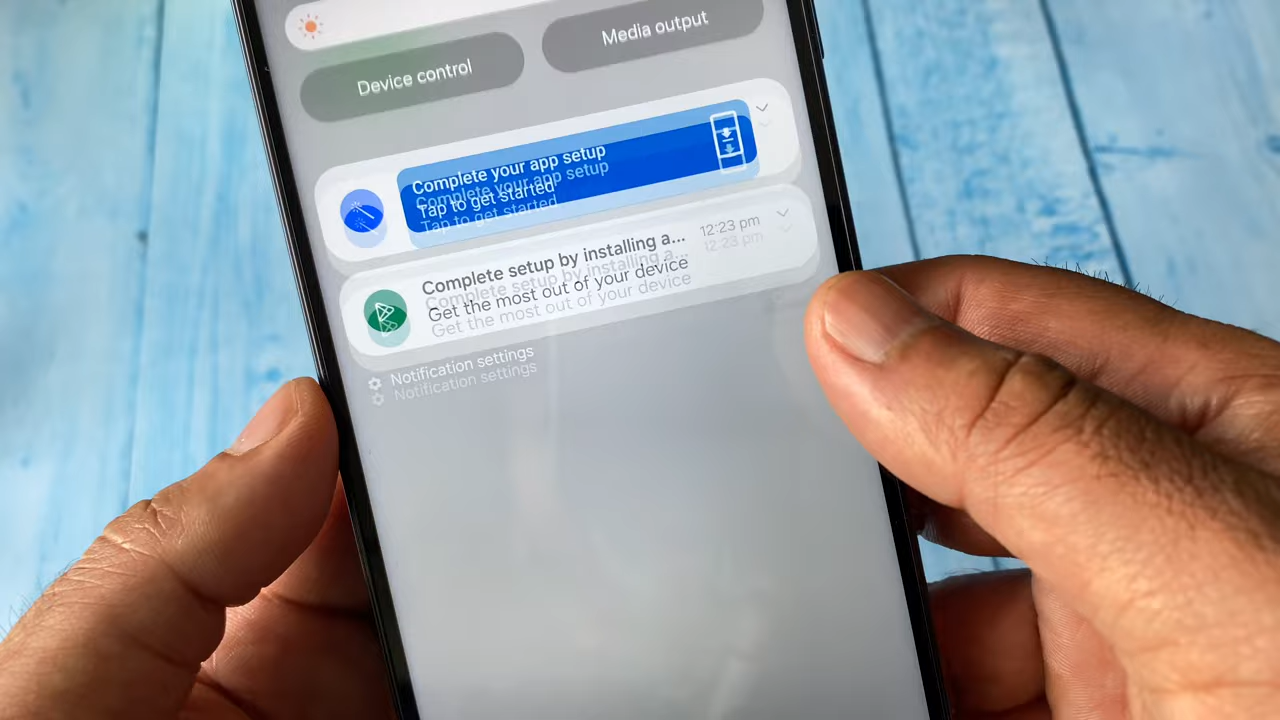 Device control
Media output
Complete your app setup
Tap to get started
Complete setup by installing a...
12:23 pm
Get the most out of your device
Notification settings